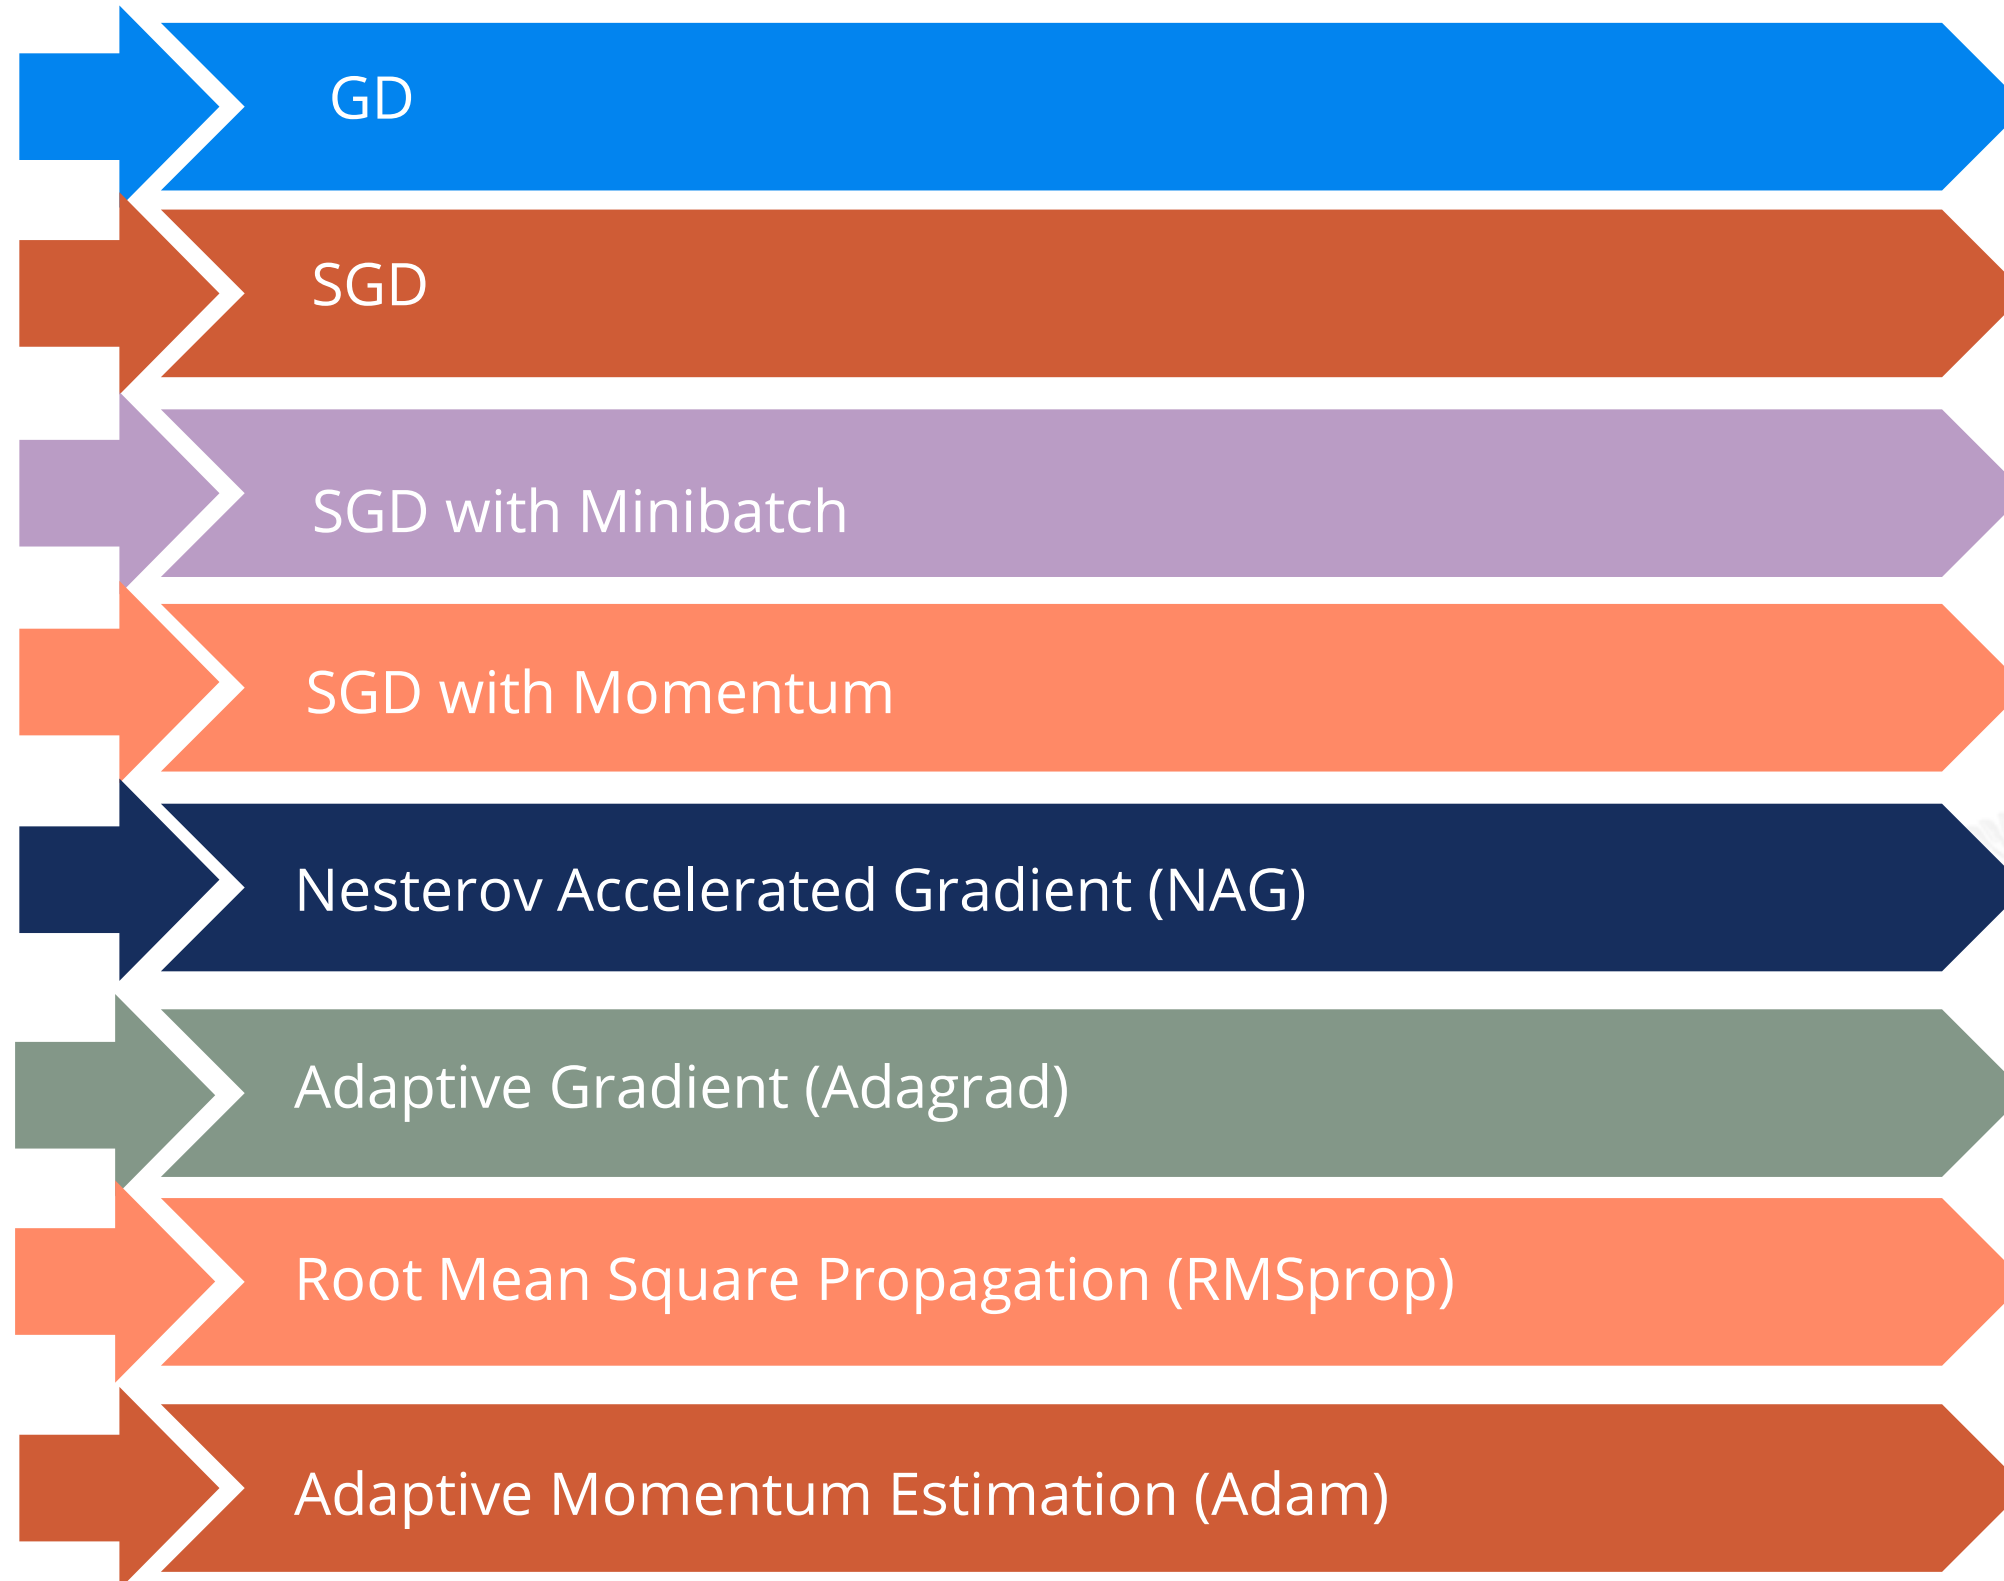 GD
SGD
SGD with Minibatch
SGD with Momentum
Nesterov Accelerated Gradient (NAG)
Adaptive Gradient (Adagrad)
Root Mean Square Propagation (RMSprop)
Adaptive Momentum Estimation (Adam)